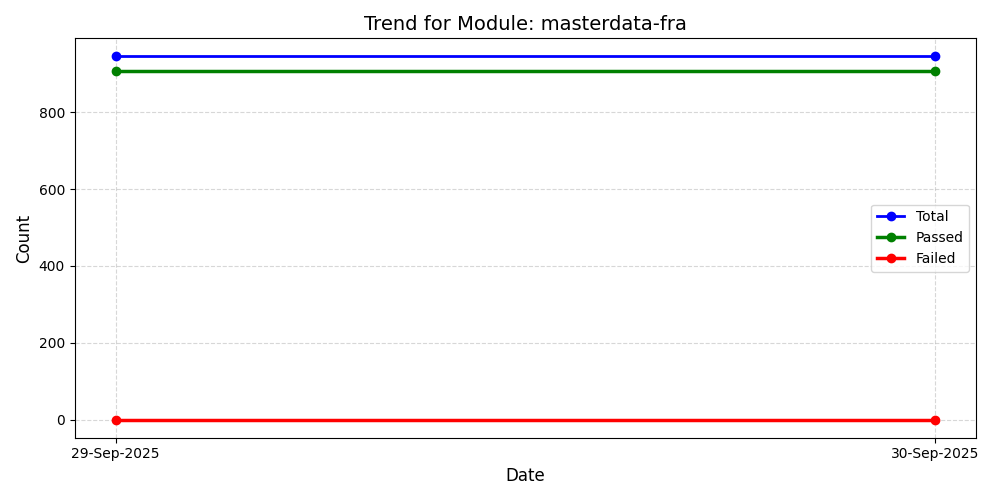 Trend for Module: masterdata-fra
Count
800
600
400
200
0
Total
Passed
Failed
29-Sep-2025
30-Sep-2025
Date